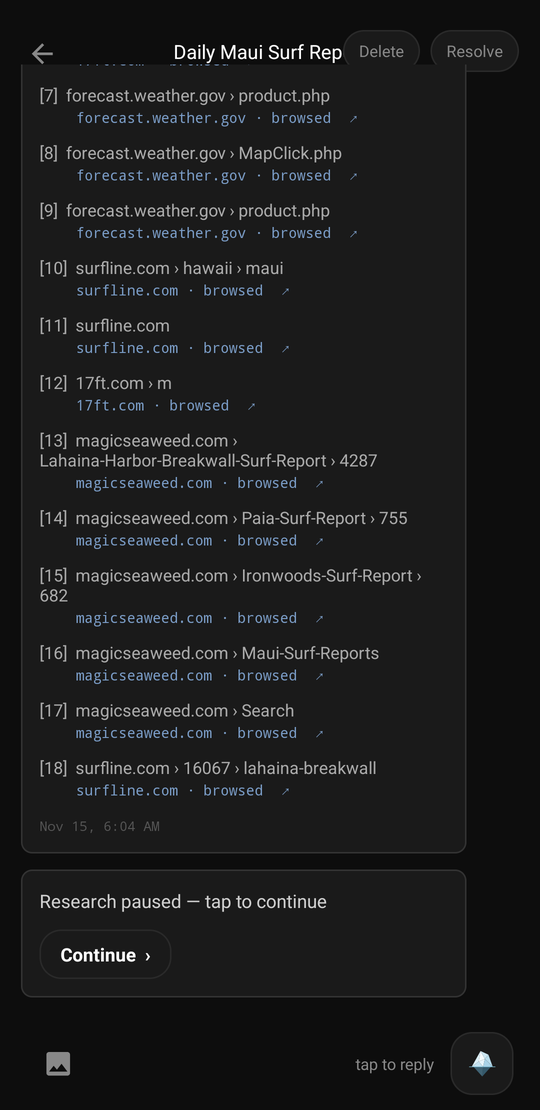 Daily Maui Surf Rep
Delete
Resolve
[7] forecast.weather.gov › product.php
forecast.weather.gov · browsed ↗
[8] forecast.weather.gov › MapClick.php
forecast.weather.gov · browsed ↗
[9] forecast.weather.gov › product.php
forecast.weather.gov · browsed ↗
[10] surfline.com › hawaii › maui
surfline.com · browsed ↗
[11] surfline.com
surfline.com · browsed ↗
[12] 17ft.com › m
17ft.com · browsed ↗
[13] magicseaweed.com ›
Lahaina-Harbor-Breakwall-Surf-Report › 4287
magicseaweed.com · browsed ↗
[14] magicseaweed.com › Paia-Surf-Report › 755
magicseaweed.com · browsed ↗
[15] magicseaweed.com › Ironwoods-Surf-Report ›
682
magicseaweed.com · browsed ↗
[16] magicseaweed.com › Maui-Surf-Reports
magicseaweed.com · browsed ↗
[17] magicseaweed.com › Search
magicseaweed.com · browsed ↗
[18] surfline.com › 16067 › lahaina-breakwall
surfline.com · browsed ↗
Nov 15, 6:04 AM
Research paused — tap to continue
Continue ›
tap to reply